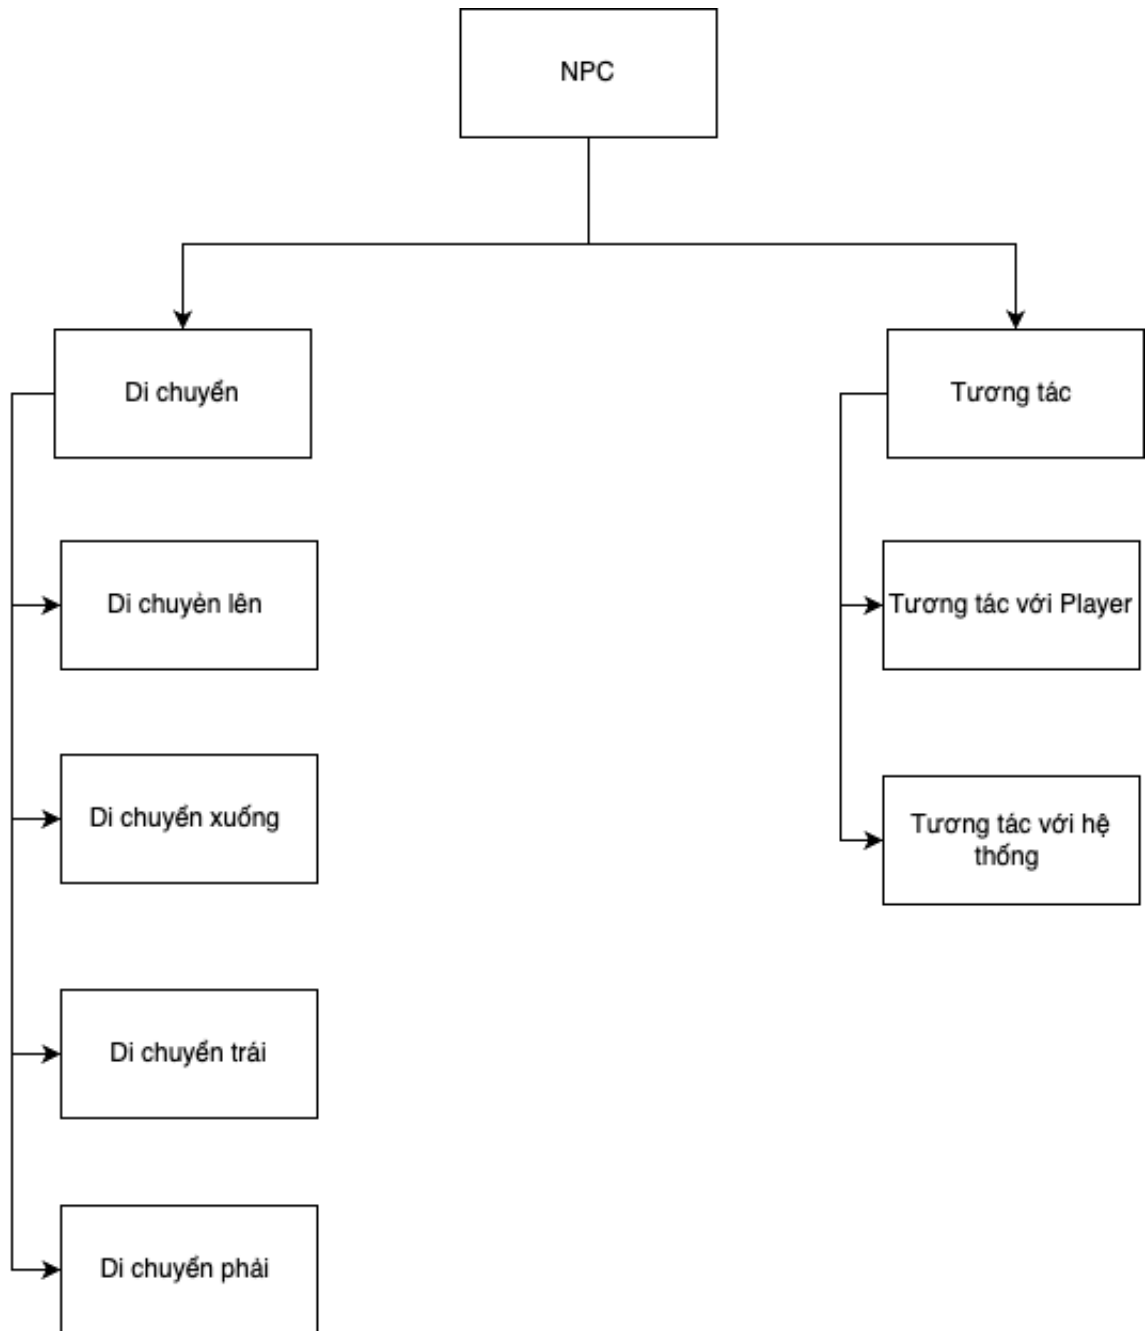 NPC
Di chuyển
Tương tác
Di chuyẻn lên
Tương tác với Player
Di chuyển xuống
Tương tác với hệ
thống
Di chuyển trái
Di chuyển phải